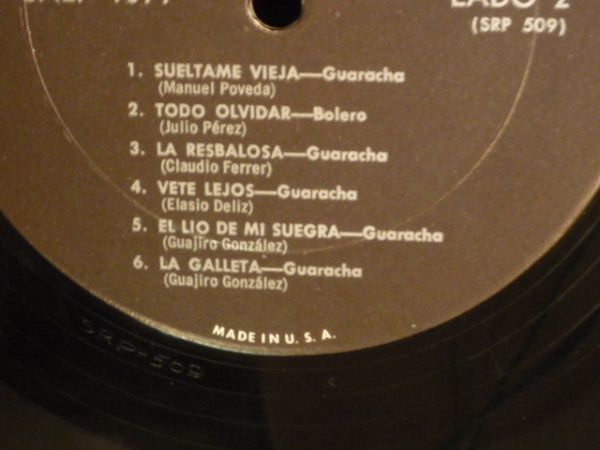 LADO 2
(SRP 509)
1. SUELTAME VIEJA—Guaracha
(Manuel Poveda)
2. TODO OLVIDAR—Bolero
(Julio Pérez)
3. LA RESBALOSA—Guaracha
(Claudio Ferrer)
4. VETE LEJOS—Guaracha
(Elasio Deliz)
5. EL LIO DE MI SUEGRA—Guaracha
(Guajiro González)
6. LA GALLETA—Guaracha
(Guajiro González)
MADE IN U. S. A.
SRP-509